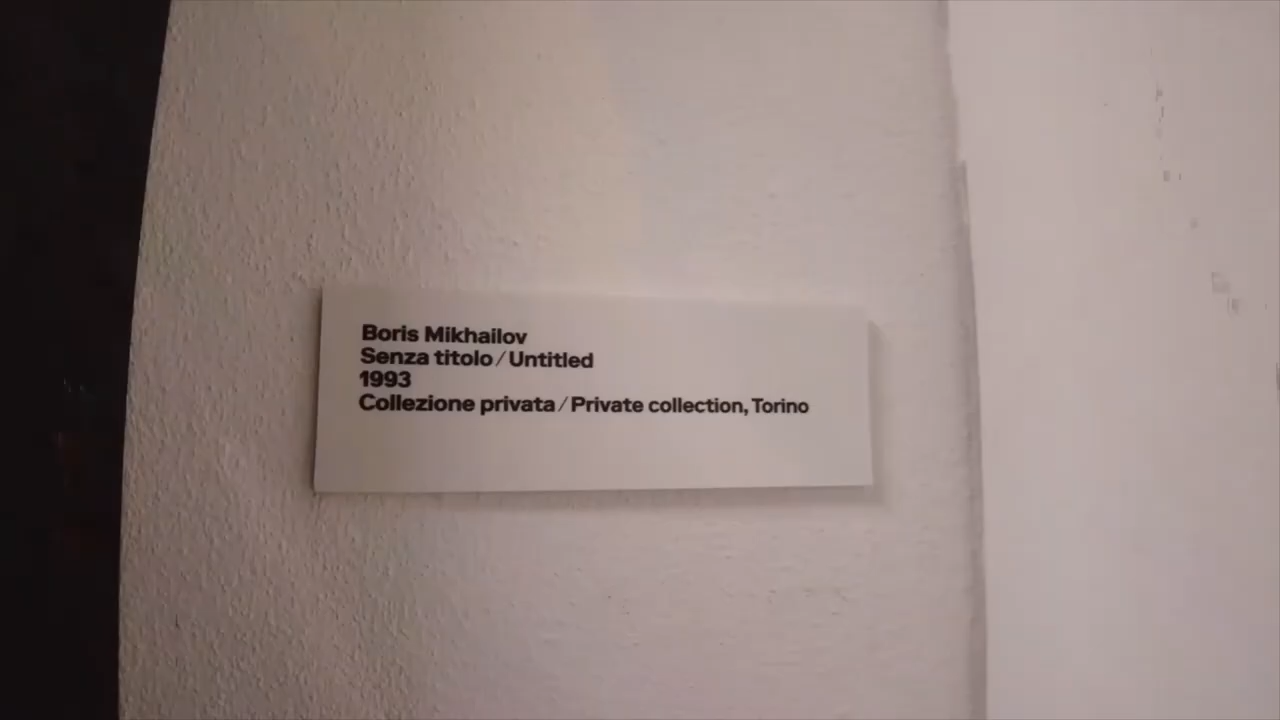 Boris Mikhailov
Senza titolo / Untitled
1993
Collezione privata / Private collection, Torino